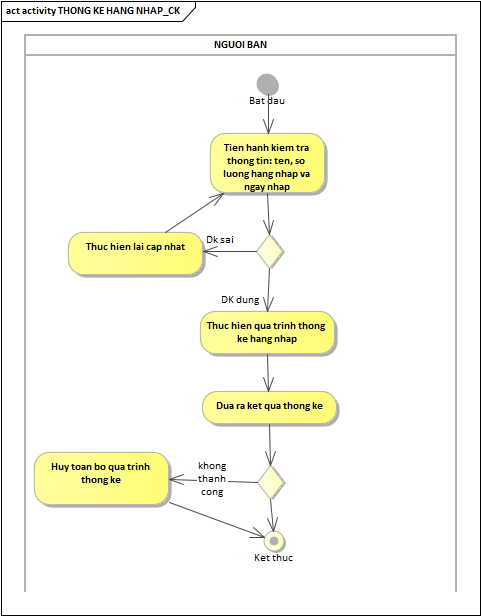 act activity THONG KE HANG NHAP_CK
NGUOI BAN
Bat dau
Tien hanh kiem tra
thong tin: ten, so
luong hang nhap va
ngay nhap
Dk sai
Thuc hien lai cap nhat
DK dung
Thuc hien qua trinh thong
ke hang nhap
Dua ra ket qua thong ke
khong
thanh
cong
Huy toan bo qua trinh
thong ke
Ket thuc